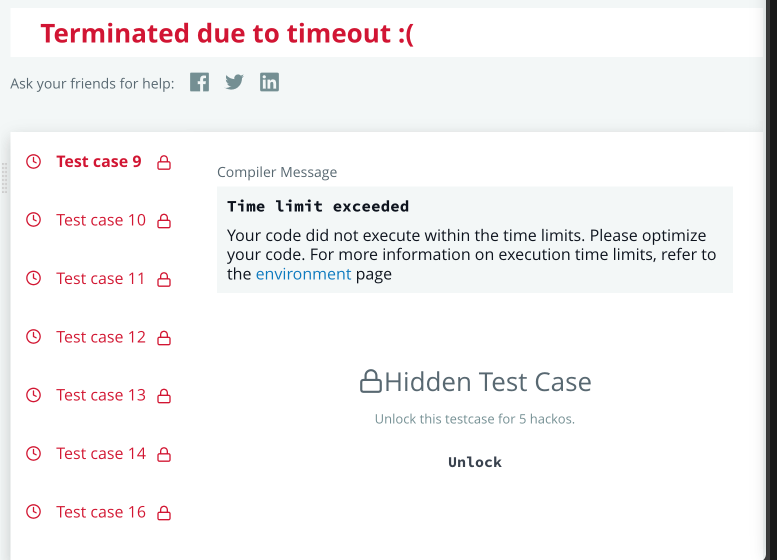 Terminated due to timeout :(
Ask your friends for help:
Test case 9
Test case 10
Test case 11
Test case 12
Test case 13
Test case 14
Test case 16
Compiler Message
Time limit exceeded
Your code did not execute within the time limits. Please optimize
your code. For more information on execution time limits, refer to
the environment page
Hidden Test Case
Unlock this testcase for 5 hackos.
Unlock